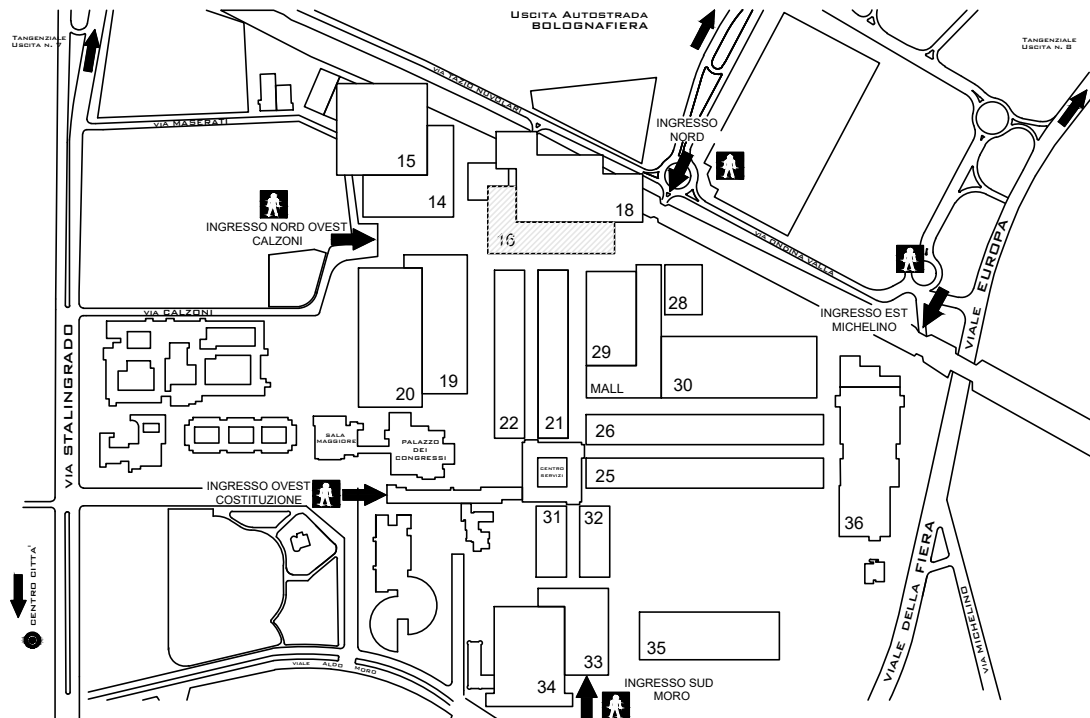 USCITA AUTOSTRADA
BOLOGNAFIERA
TANGENZIALE
USCITA N. 7
TANGENZIALE
USCITA N. 8
VIA TAZIO NUVOLARI
VIA MASERATI
INGRESSO
NORD
15
14
18
16
INGRESSO NORD OVEST
CALZONI
VIA ONDINA VALLA
VIALE EUROPA
INGRESSO EST
MICHELINO
VIA CALZONI
VIA STALINGRADO
28
29
19
20
MALL
30
22
21
26
SALA
MAGGIORE
PALAZZO
DEI
CONGRESSI
CENTRO
SERVIZI
25
INGRESSO OVEST
COSTITUZIONE
31
32
36
CENTRO CITTA'
VIALE DELLA FIERA
VIA MICHELINO
35
33
34
VIALE ALDO MORO
INGRESSO SUD
MORO